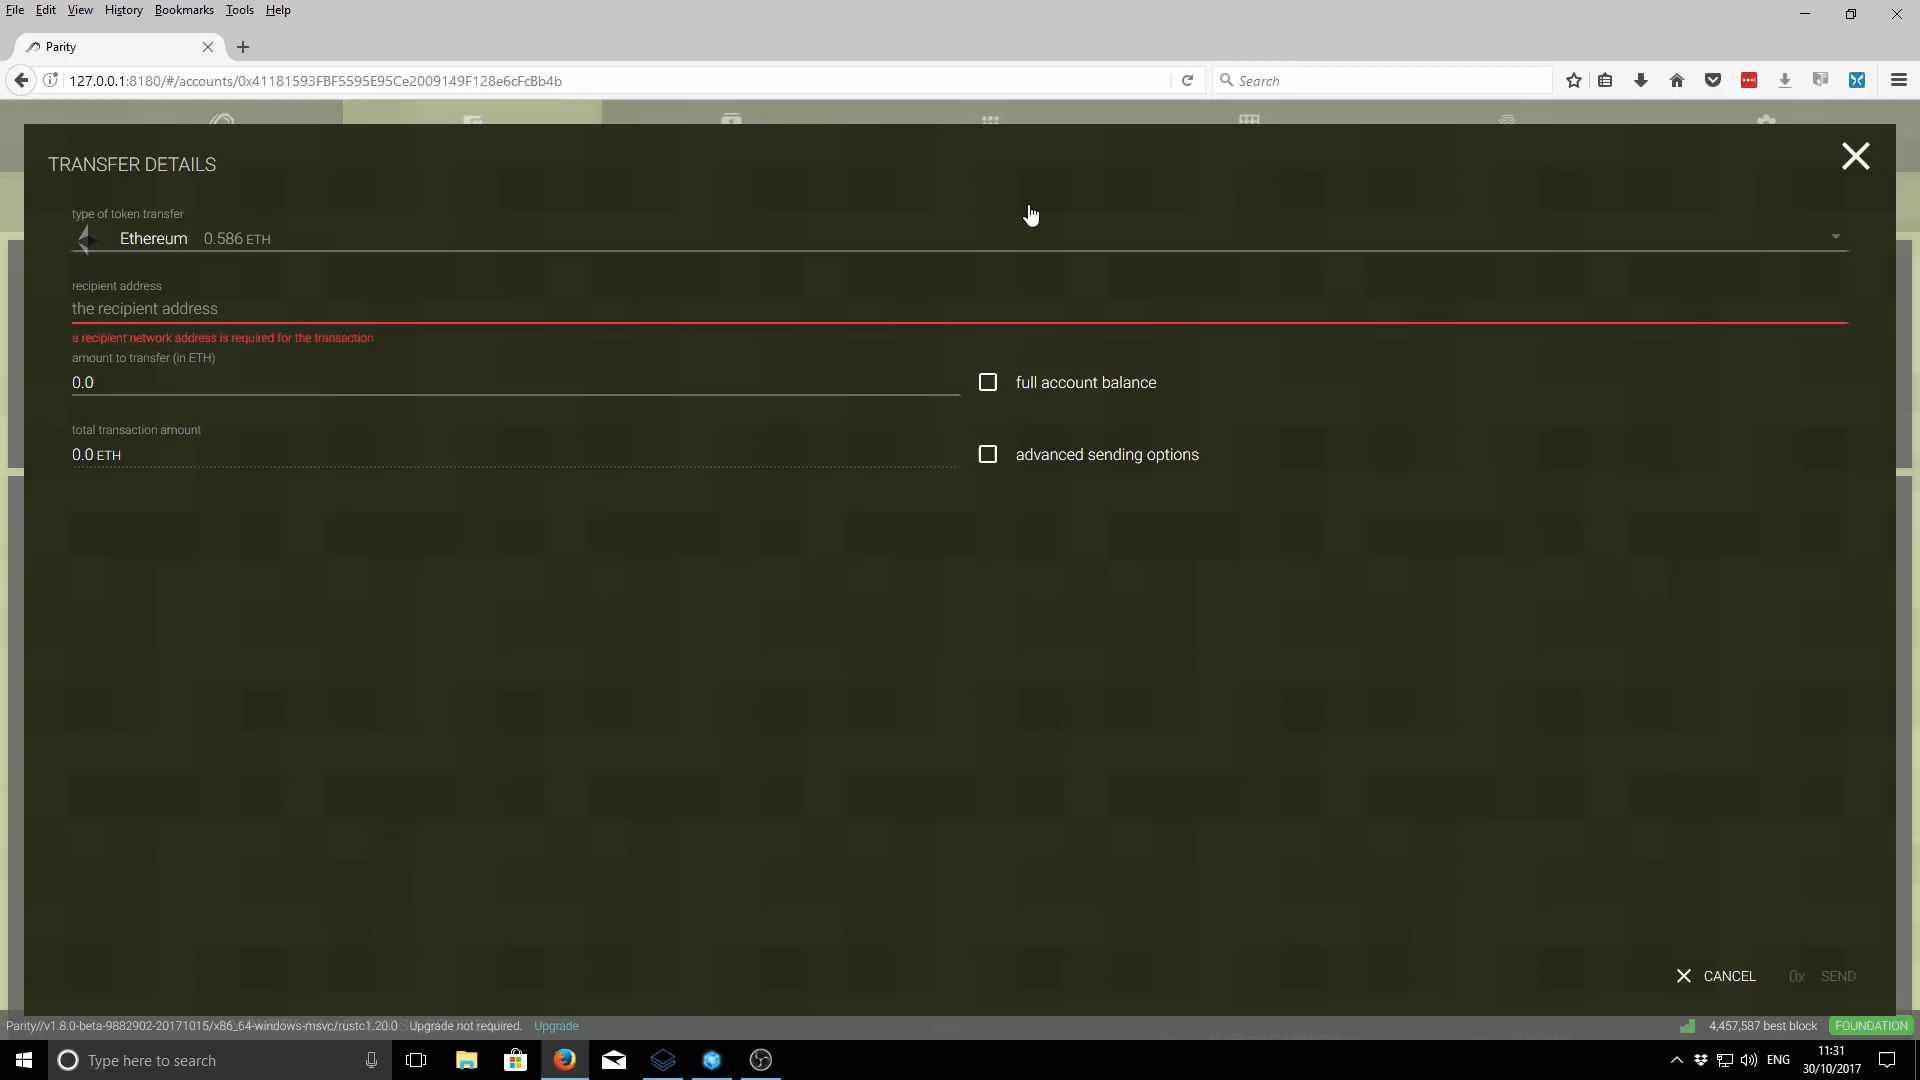 File Edit View History Bookmarks Tools Help
Parity
127.0.0.1:8180/#/accounts/0x41181593FBF5595E95Ce2009149F128e6cFcBb4b
Search
TRANSFER DETAILS
type of token transfer
Ethereum 0.586 ETH
recipient address
the recipient address
a recipient network address is required for the transaction
amount to transfer (in ETH)
0.0
full account balance
total transaction amount
0.0 ETH
advanced sending options
CANCEL
0x SEND
Parity//v1.8.0-beta-9882902-20171015/x86_64-windows-msvc/rustc1.20.0 Upgrade not required. Upgrade
4,457,587 best block FOUNDATION
Type here to search
ENG
11:31
30/10/2017